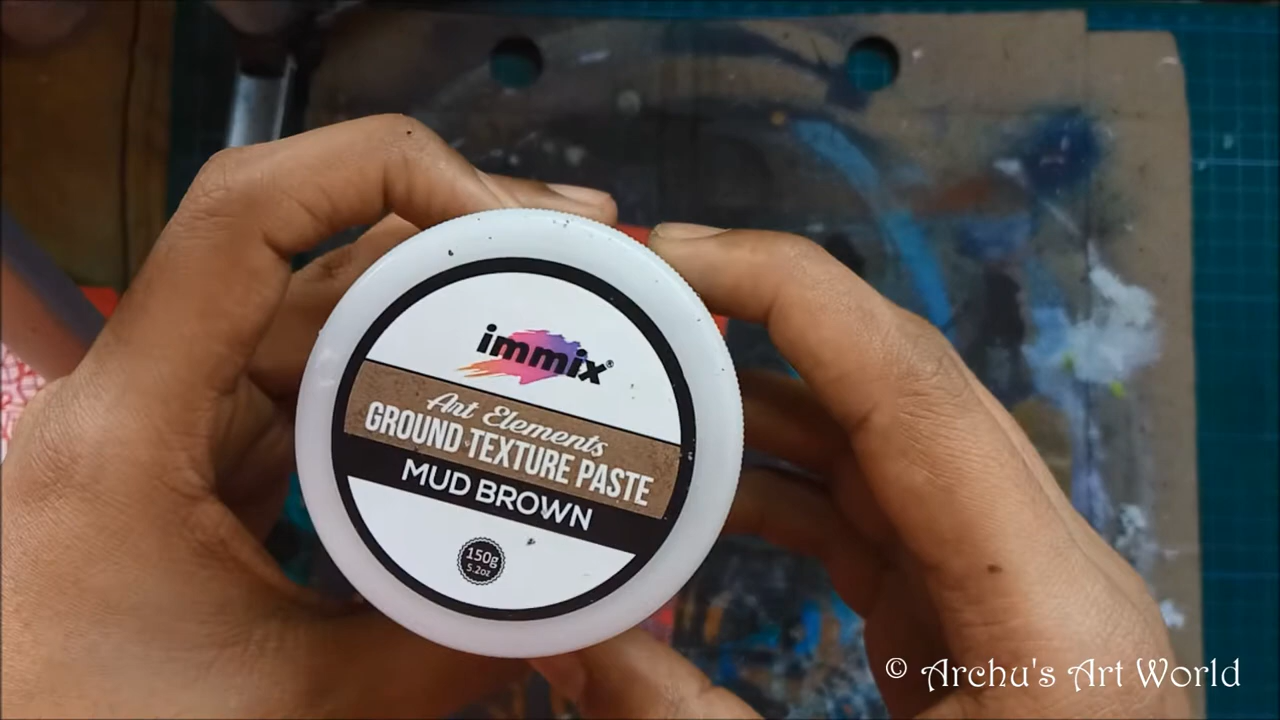 immix®
Art Elements
GROUND TEXTURE PASTE
MUD BROWN
150g
5.2oz
© Archu's Art World